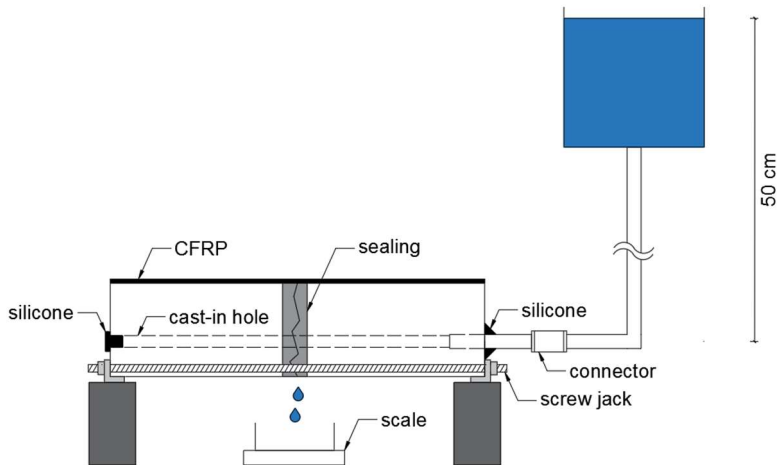 50 cm
CFRP
sealing
silicone
cast-in hole
silicone
connector
screw jack
scale